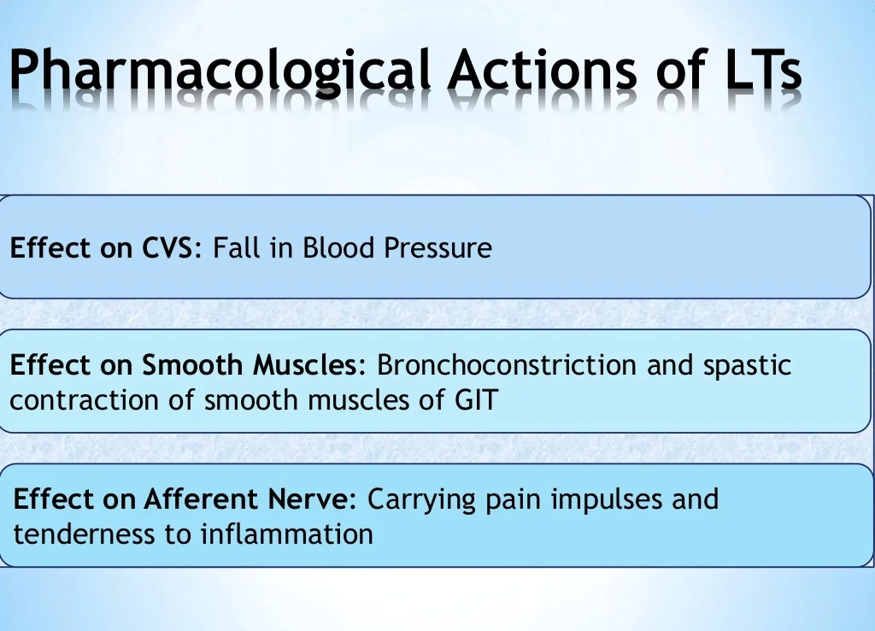 Pharmacological Actions of LTs
Effect on CVS: Fall in Blood Pressure
Effect on Smooth Muscles: Bronchoconstriction and spastic
contraction of smooth muscles of GIT
Effect on Afferent Nerve: Carrying pain impulses and
tenderness to inflammation